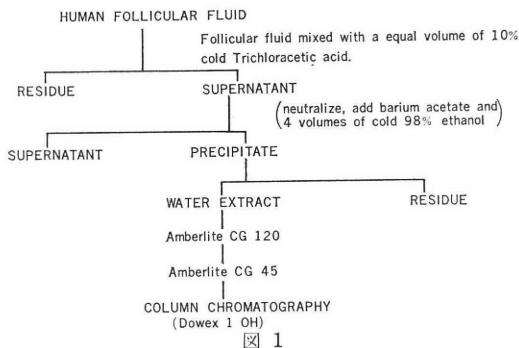 HUMAN FOLLICULAR FLUID
Follicular fluid mixed with a equal volume of 10%
cold Trichloracetic acid.
RESIDUE
SUPERNATANT
(neutralize, add barium acetate and
4 volumes of cold 98% ethanol)
SUPERNATANT
PRECIPITATE
WATER EXTRACT
RESIDUE
Amberlite CG 120
Amberlite CG 45
COLUMN CHROMATOGRAPHY
(Dowex 1 OH)
図 1